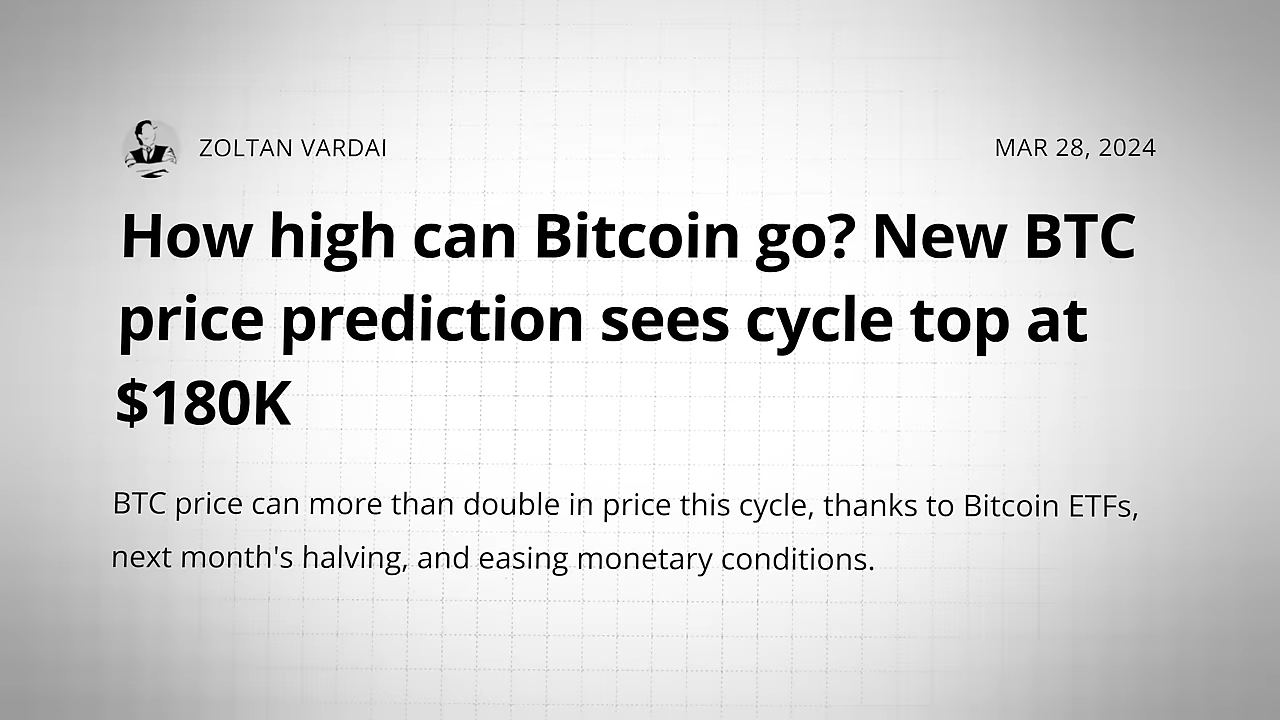 ZOLTAN VARDAI
MAR 28, 2024
How high can Bitcoin go? New BTC
price prediction sees cycle top at
$180K
BTC price can more than double in price this cycle, thanks to Bitcoin ETFs,
next month's halving, and easing monetary conditions.